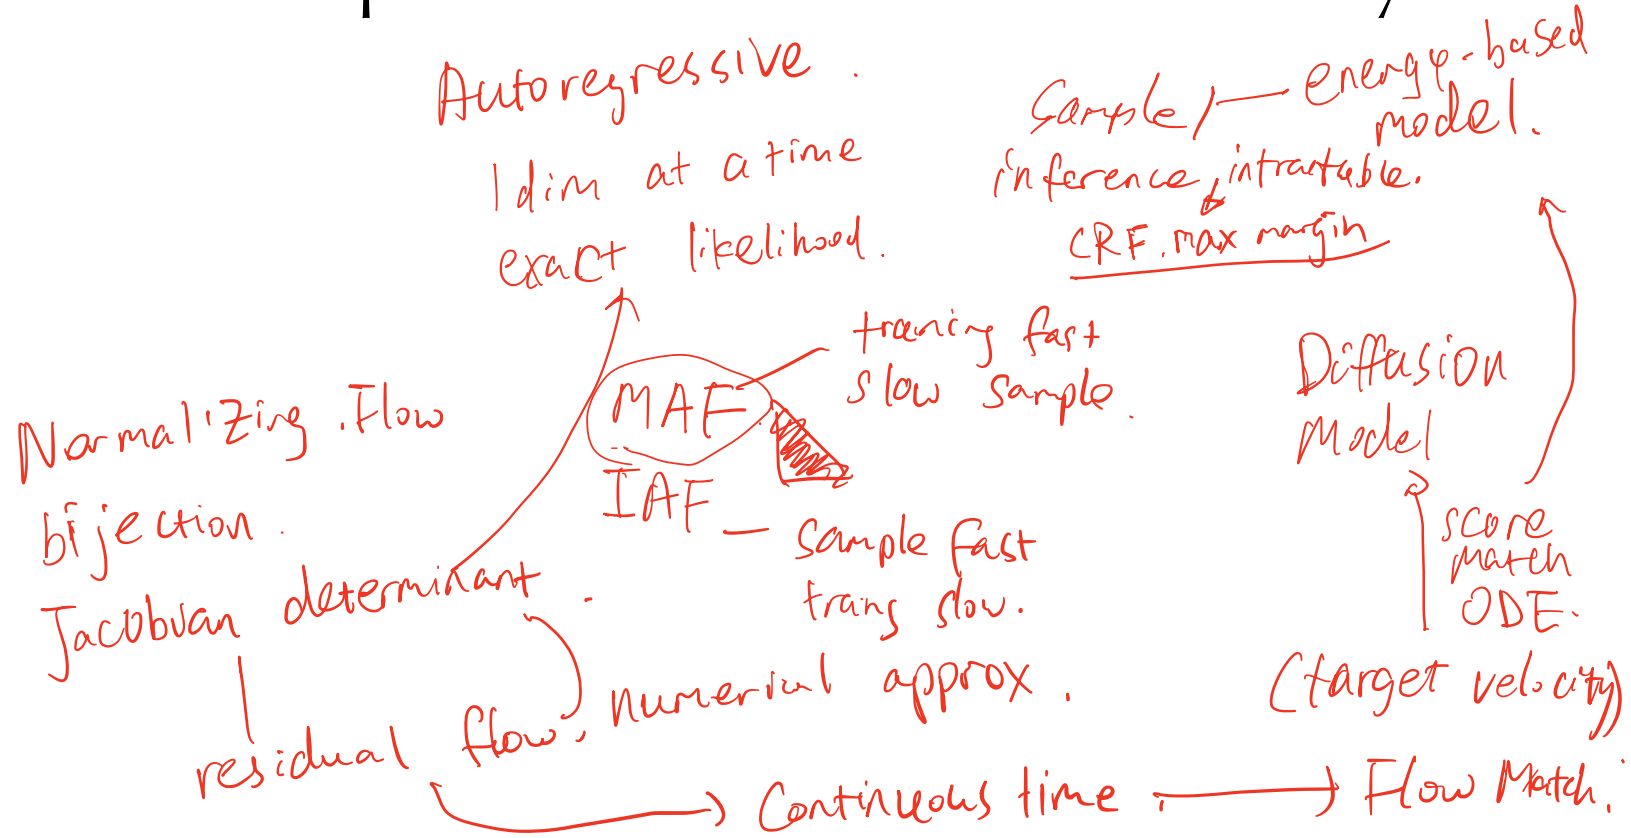 Autoregressive.
1 dim at a time
exact likelihood.
Sample / — energy-based
model.
inference, intractable.
CRF. max margin
MAF
training fast
slow sample.
IAF
sample fast
traing slow.
Normalizing. Flow
bijection.
Jacobian determinant.
residual flow, numerical approx.
Continuous time.
Flow Match.
(target velocity)
score
match
ODE.
Diffusion
Model